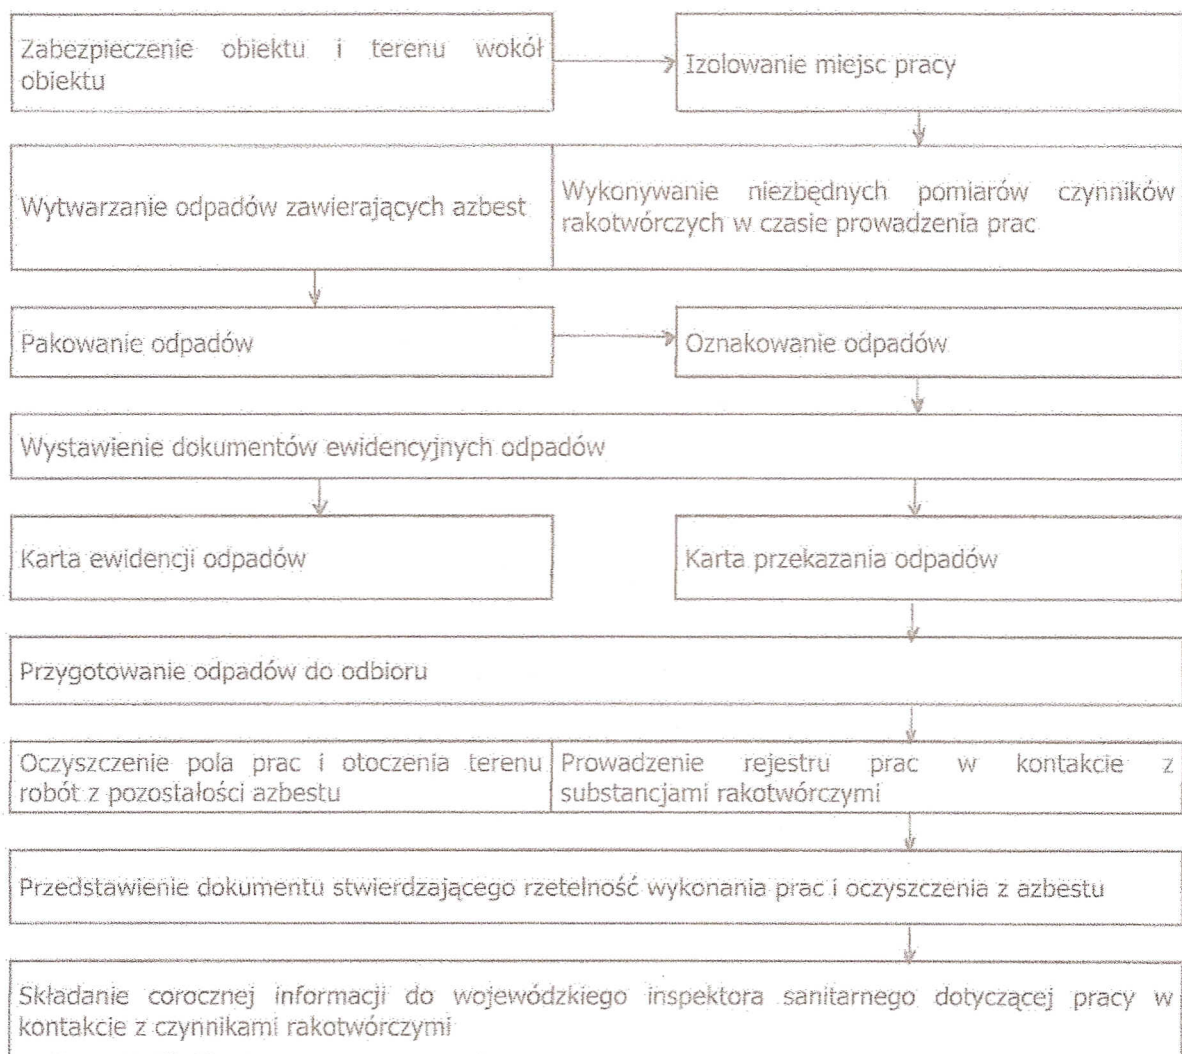 Zabezpieczenie obiektu i terenu wokół
obiektu
Izolowanie miejsc pracy
Wytwarzanie odpadów zawierających azbest
Wykonywanie niezbędnych pomiarów czynników
rakotwórczych w czasie prowadzenia prac
Pakowanie odpadów
Oznakowanie odpadów
Wystawienie dokumentów ewidencyjnych odpadów
Karta ewidencji odpadów
Karta przekazania odpadów
Przygotowanie odpadów do odbioru
Oczyszczenie pola prac i otoczenia terenu
robót z pozostałości azbestu
Prowadzenie rejestru prac w kontakcie z
substancjami rakotwórczymi
Przedstawienie dokumentu stwierdzającego rzetelność wykonania prac i oczyszczenia z azbestu
Składanie corocznej informacji do wojewódzkiego inspektora sanitarnego dotyczącej pracy w
kontakcie z czynnikami rakotwórczymi